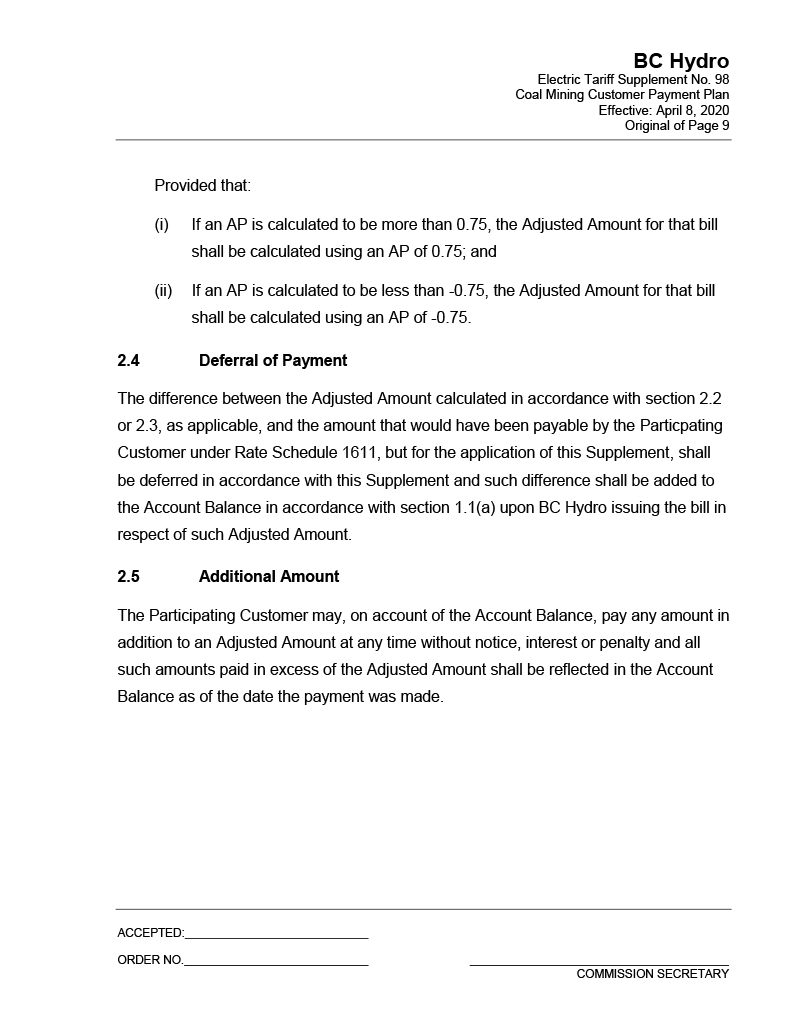 BC Hydro
Electric Tariff Supplement No. 98
Coal Mining Customer Payment Plan
Effective: April 8, 2020
Original of Page 9
Provided that:
(i) If an AP is calculated to be more than 0.75, the Adjusted Amount for that bill
shall be calculated using an AP of 0.75; and
(ii) If an AP is calculated to be less than -0.75, the Adjusted Amount for that bill
shall be calculated using an AP of -0.75.
2.4 Deferral of Payment
The difference between the Adjusted Amount calculated in accordance with section 2.2
or 2.3, as applicable, and the amount that would have been payable by the Particpating
Customer under Rate Schedule 1611, but for the application of this Supplement, shall
be deferred in accordance with this Supplement and such difference shall be added to
the Account Balance in accordance with section 1.1(a) upon BC Hydro issuing the bill in
respect of such Adjusted Amount.
2.5 Additional Amount
The Participating Customer may, on account of the Account Balance, pay any amount in
addition to an Adjusted Amount at any time without notice, interest or penalty and all
such amounts paid in excess of the Adjusted Amount shall be reflected in the Account
Balance as of the date the payment was made.
ACCEPTED:
ORDER NO.
COMMISSION SECRETARY